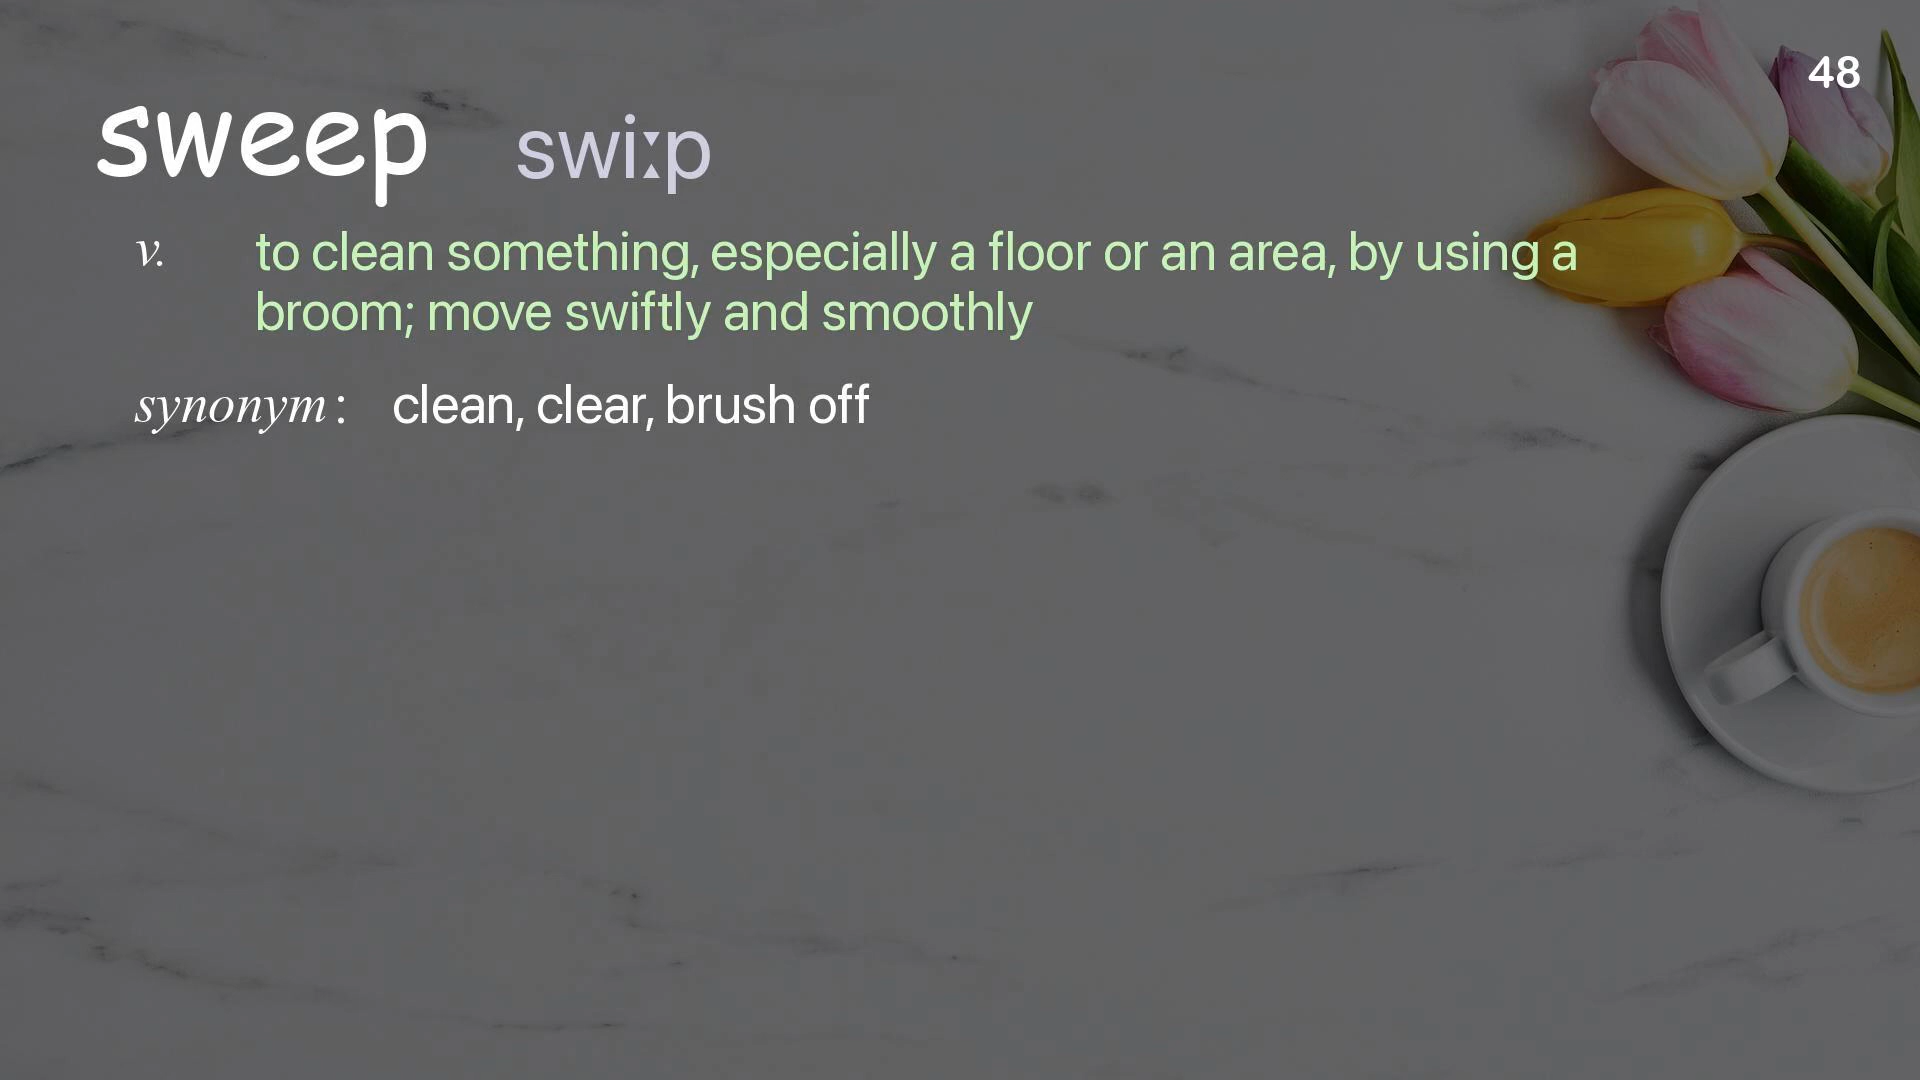 48
sweep swiːp
v. to clean something, especially a floor or an area, by using a
broom; move swiftly and smoothly
synonym : clean, clear, brush off